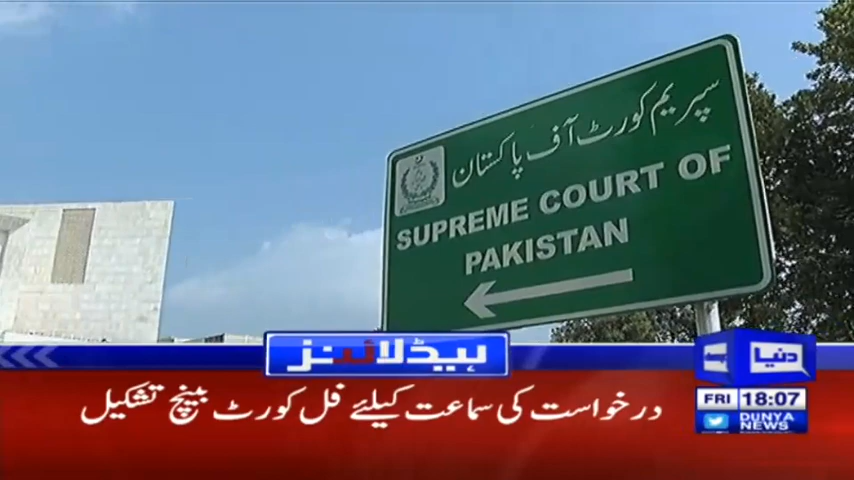 سپریم کورٹ آف پاکستان
SUPREME COURT OF
PAKISTAN
ہیڈلائنز
دنیا
درخواست کی سماعت کیلئے فل کورٹ بینچ تشکیل
FRI 18:07
DUNYA
NEWS